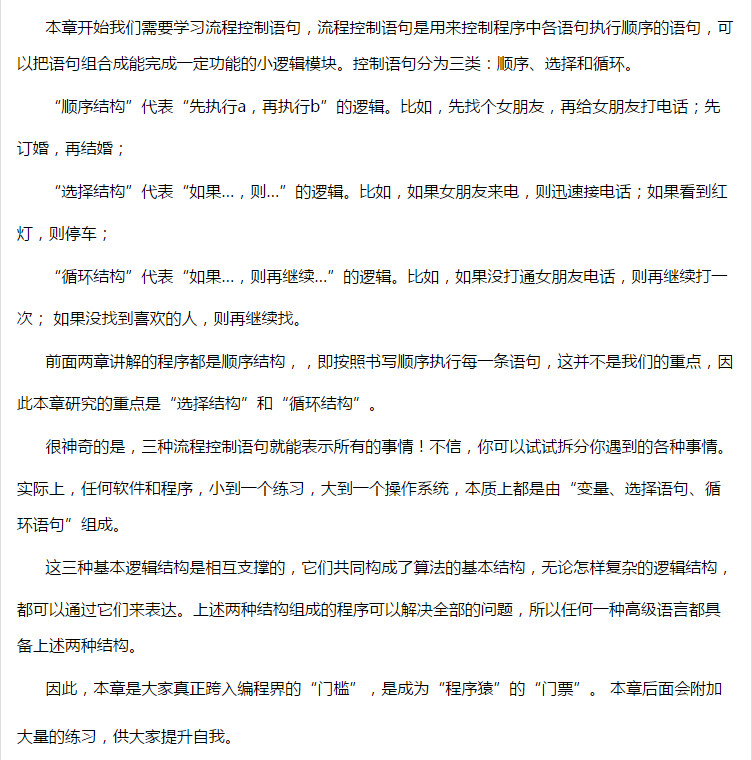 本章开始我们需要学习流程控制语句，流程控制语句是用来控制程序中各语句执行顺序的语句，可
以把语句组合成能完成一定功能的小逻辑模块。控制语句分为三类：顺序、选择和循环。
“顺序结构”代表“先执行a，再执行b”的逻辑。比如，先找个女朋友，再给女朋友打电话；先
订婚，再结婚；
“选择结构”代表“如果…，则…”的逻辑。比如，如果女朋友来电，则迅速接电话；如果看到红
灯，则停车；
“循环结构”代表“如果…，则再继续…”的逻辑。比如，如果没打通女朋友电话，则再继续打一
次； 如果没找到喜欢的人，则再继续找。
前面两章讲解的程序都是顺序结构，，即按照书写顺序执行每一条语句，这并不是我们的重点，因
此本章研究的重点是“选择结构”和“循环结构”。
很神奇的是，三种流程控制语句就能表示所有的事情！不信，你可以试试拆分你遇到的各种事情。
实际上，任何软件和程序，小到一个练习，大到一个操作系统，本质上都是由“变量、选择语句、循
环语句”组成。
这三种基本逻辑结构是相互支撑的，它们共同构成了算法的基本结构，无论怎样复杂的逻辑结构，
都可以通过它们来表达。上述两种结构组成的程序可以解决全部的问题，所以任何一种高级语言都具
备上述两种结构。
因此，本章是大家真正跨入编程界的“门槛”，是成为“程序猿”的“门票”。 本章后面会附加
大量的练习，供大家提升自我。